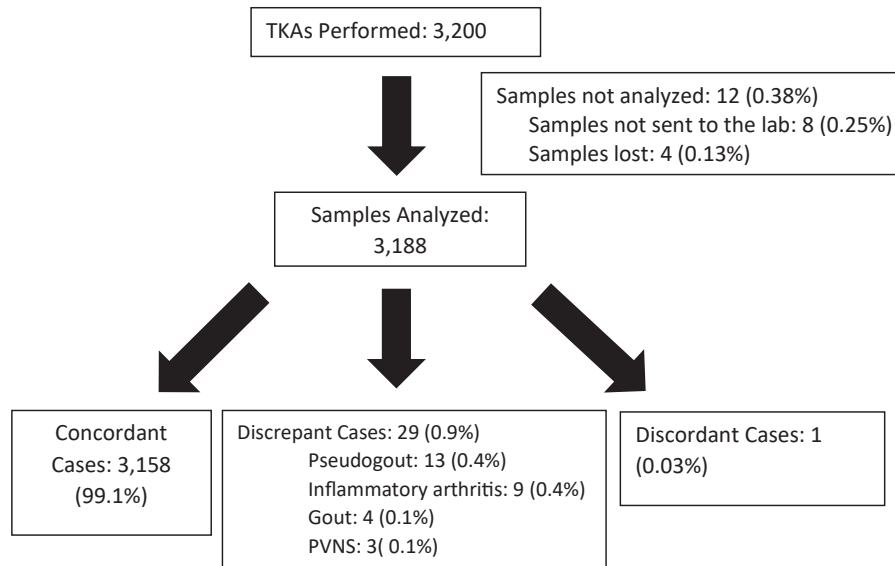 TKAs Performed: 3,200
Samples not analyzed: 12 (0.38%)
Samples not sent to the lab: 8 (0.25%)
Samples lost: 4 (0.13%)
Samples Analyzed:
3,188
Concordant
Cases: 3,158
(99.1%)
Discrepant Cases: 29 (0.9%)
Pseudogout: 13 (0.4%)
Inflammatory arthritis: 9 (0.4%)
Gout: 4 (0.1%)
PVNS: 3( 0.1%)
Discordant Cases: 1
(0.03%)